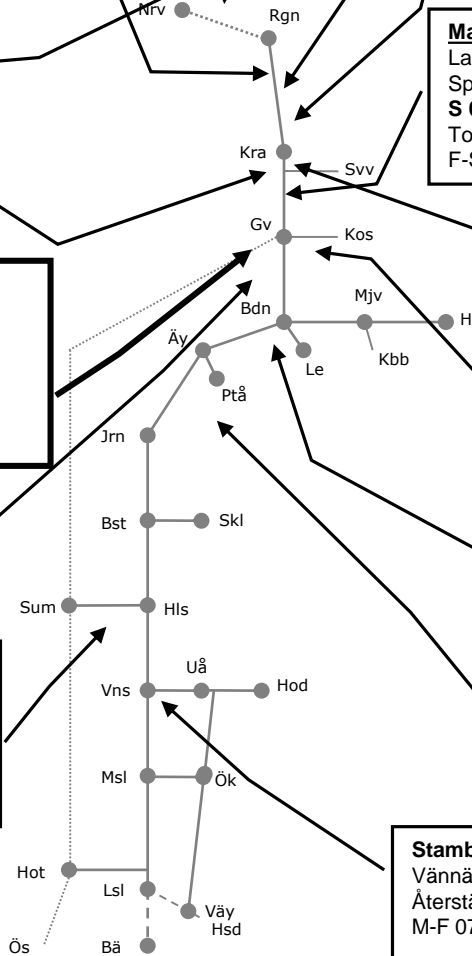 Nrv
Rgn
Ma
La
Sp
S
To
F-S
Kra
Svv
Gv
Kos
Bdn
Mjv
H
Äy
Le
Kbb
Ptå
Jrn
Bst
Skl
Sum
Hls
Uå
Vns
Hod
Msl
Ök
Stamb
Vännä
Återstä
M-F 07
Hot
Lsl
Väy
Hsd
Ös
Bä